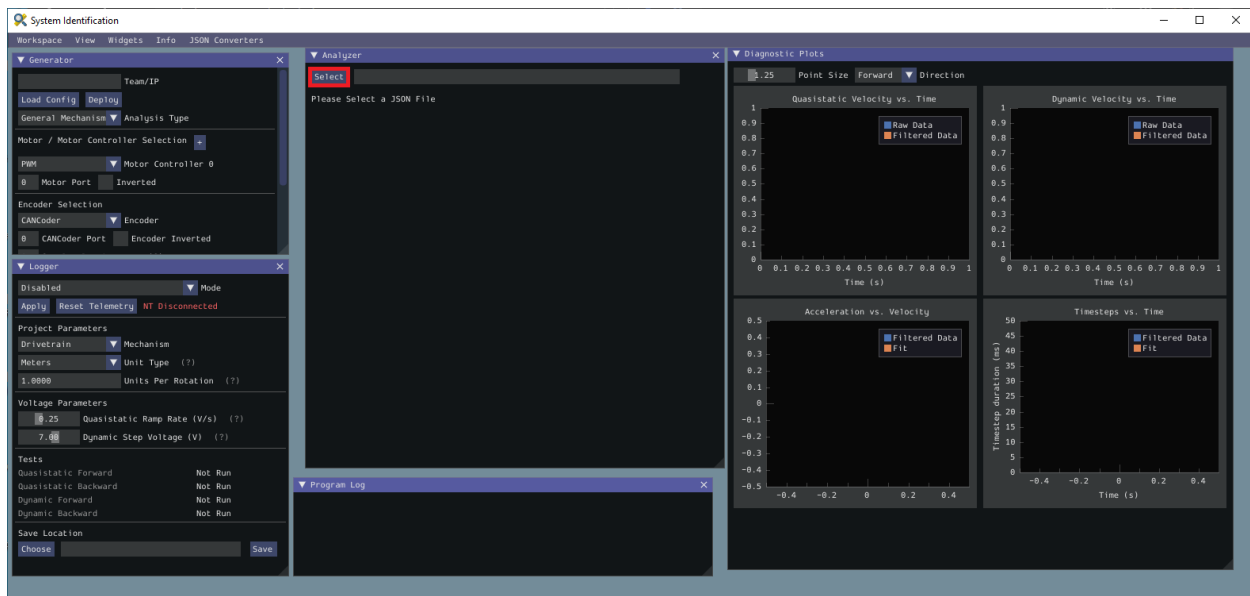 System Identification
Workspace View Widgets Info JSON Converters
Generator
Team/IP
Load Config Deploy
General Mechanism Analysis Type
Motor / Motor Controller Selection +
PWM Motor Controller 0
0 Motor Port Inverted
Encoder Selection
CANCoder Encoder
0 CANCoder Port Encoder Inverted
Logger
Disabled Mode
Apply Reset Telemetry NT Disconnected
Project Parameters
Drivetrain Mechanism
Meters Unit Type (?)
1.0000 Units Per Rotation (?)
Voltage Parameters
0.25 Quasistatic Ramp Rate (V/s) (?)
7.00 Dynamic Step Voltage (V) (?)
Tests
Quasistatic Forward Not Run
Quasistatic Backward Not Run
Dynamic Forward Not Run
Dynamic Backward Not Run
Save Location
Choose Save
Analyzer
Select
Please Select a JSON File
Program Log
Diagnostic Plots
1.25 Point Size Forward Direction
Quasistatic Velocity vs. Time
1
0.9
0.8
0.7
0.6
0.5
0.4
0.3
0.2
0.1
0
Raw Data
Filtered Data
0 0.1 0.2 0.3 0.4 0.5 0.6 0.7 0.8 0.9 1
Time (s)
Dynamic Velocity vs. Time
1
0.9
0.8
0.7
0.6
0.5
0.4
0.3
0.2
0.1
0
Raw Data
Filtered Data
0 0.1 0.2 0.3 0.4 0.5 0.6 0.7 0.8 0.9 1
Time (s)
Acceleration vs. Velocity
0.5
0.4
0.3
0.2
0.1
0
-0.1
-0.2
-0.3
-0.4
-0.5
Filtered Data
Fit
-0.4 -0.2 0 0.2 0.4
Timesteps vs. Time
Timestep duration (ms)
50
45
40
35
30
25
20
15
10
5
0
Filtered Data
Fit
-0.4 -0.2 0 0.2 0.4
Time (s)